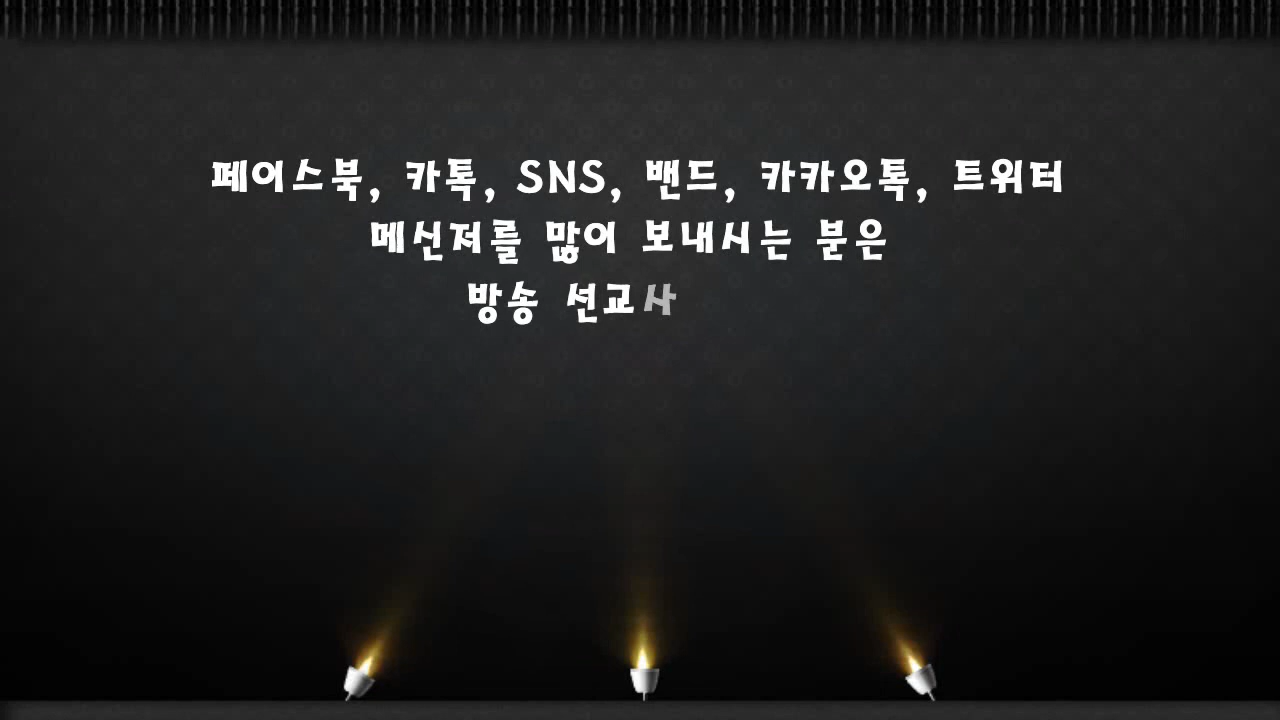 페이스북, 카톡, SNS, 밴드, 카카오톡, 트위터
메신저를 많이 보내시는 분은
방송 선교사